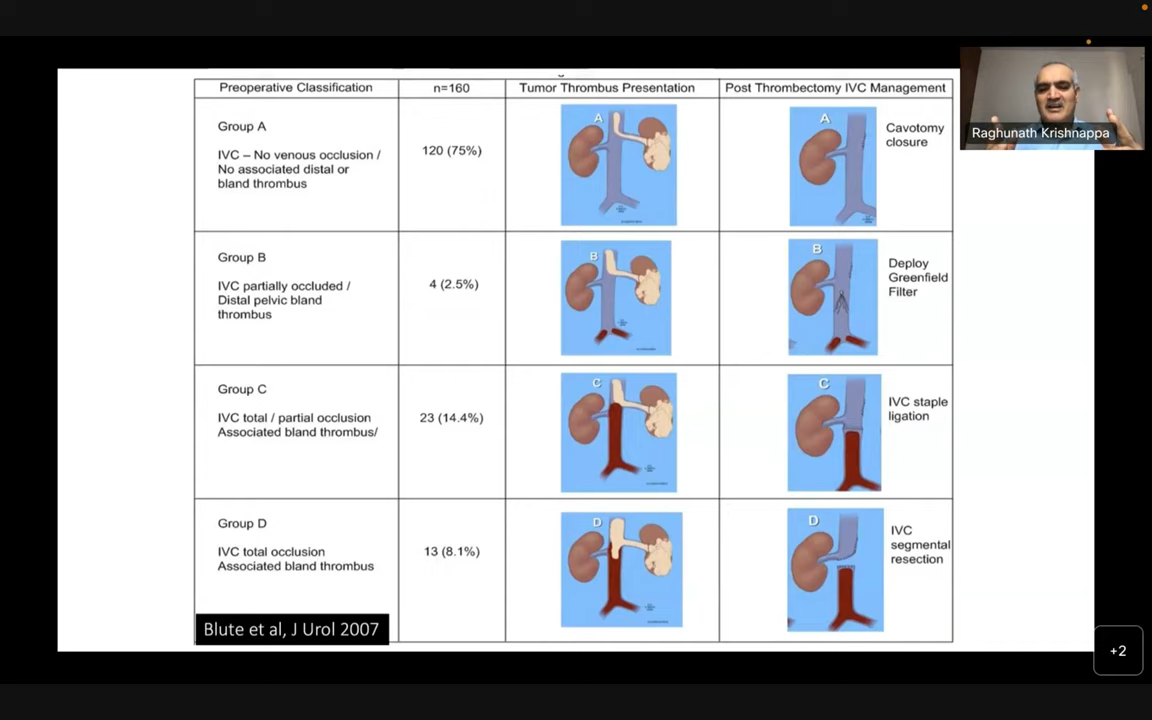 Preoperative Classification
n=160
Tumor Thrombus Presentation
Post Thrombectomy IVC Management
Group A
IVC – No venous occlusion /
No associated distal or
bland thrombus
120 (75%)
A
A
Cavotomy
closure
Group B
IVC partially occluded /
Distal pelvic bland
thrombus
4 (2.5%)
B
B
Deploy
Greenfield
Filter
Group C
IVC total / partial occlusion
Associated bland thrombus/
23 (14.4%)
C
C
IVC staple
ligation
Group D
IVC total occlusion
Associated bland thrombus
13 (8.1%)
D
D
IVC
segmental
resection
Blute et al, J Urol 2007
Raghunath Krishnappa
+2